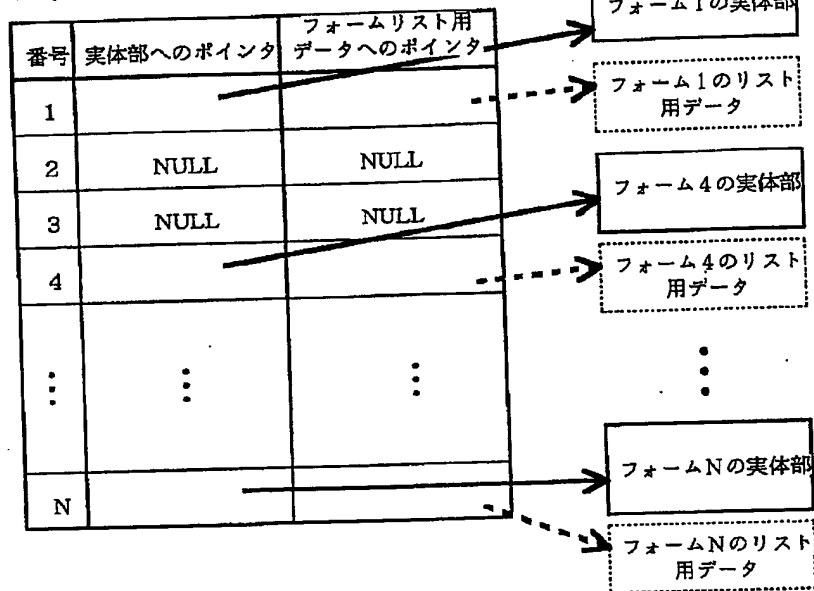 番号 実体部へのポインタ フォームリスト用
データへのポインタ
フォーム1の実体部
1
フォーム1のリスト
用データ
2 NULL NULL
フォーム4の実体部
3 NULL NULL
4
フォーム4のリスト
用データ
フォームNの実体部
N
フォームNのリスト
用データ